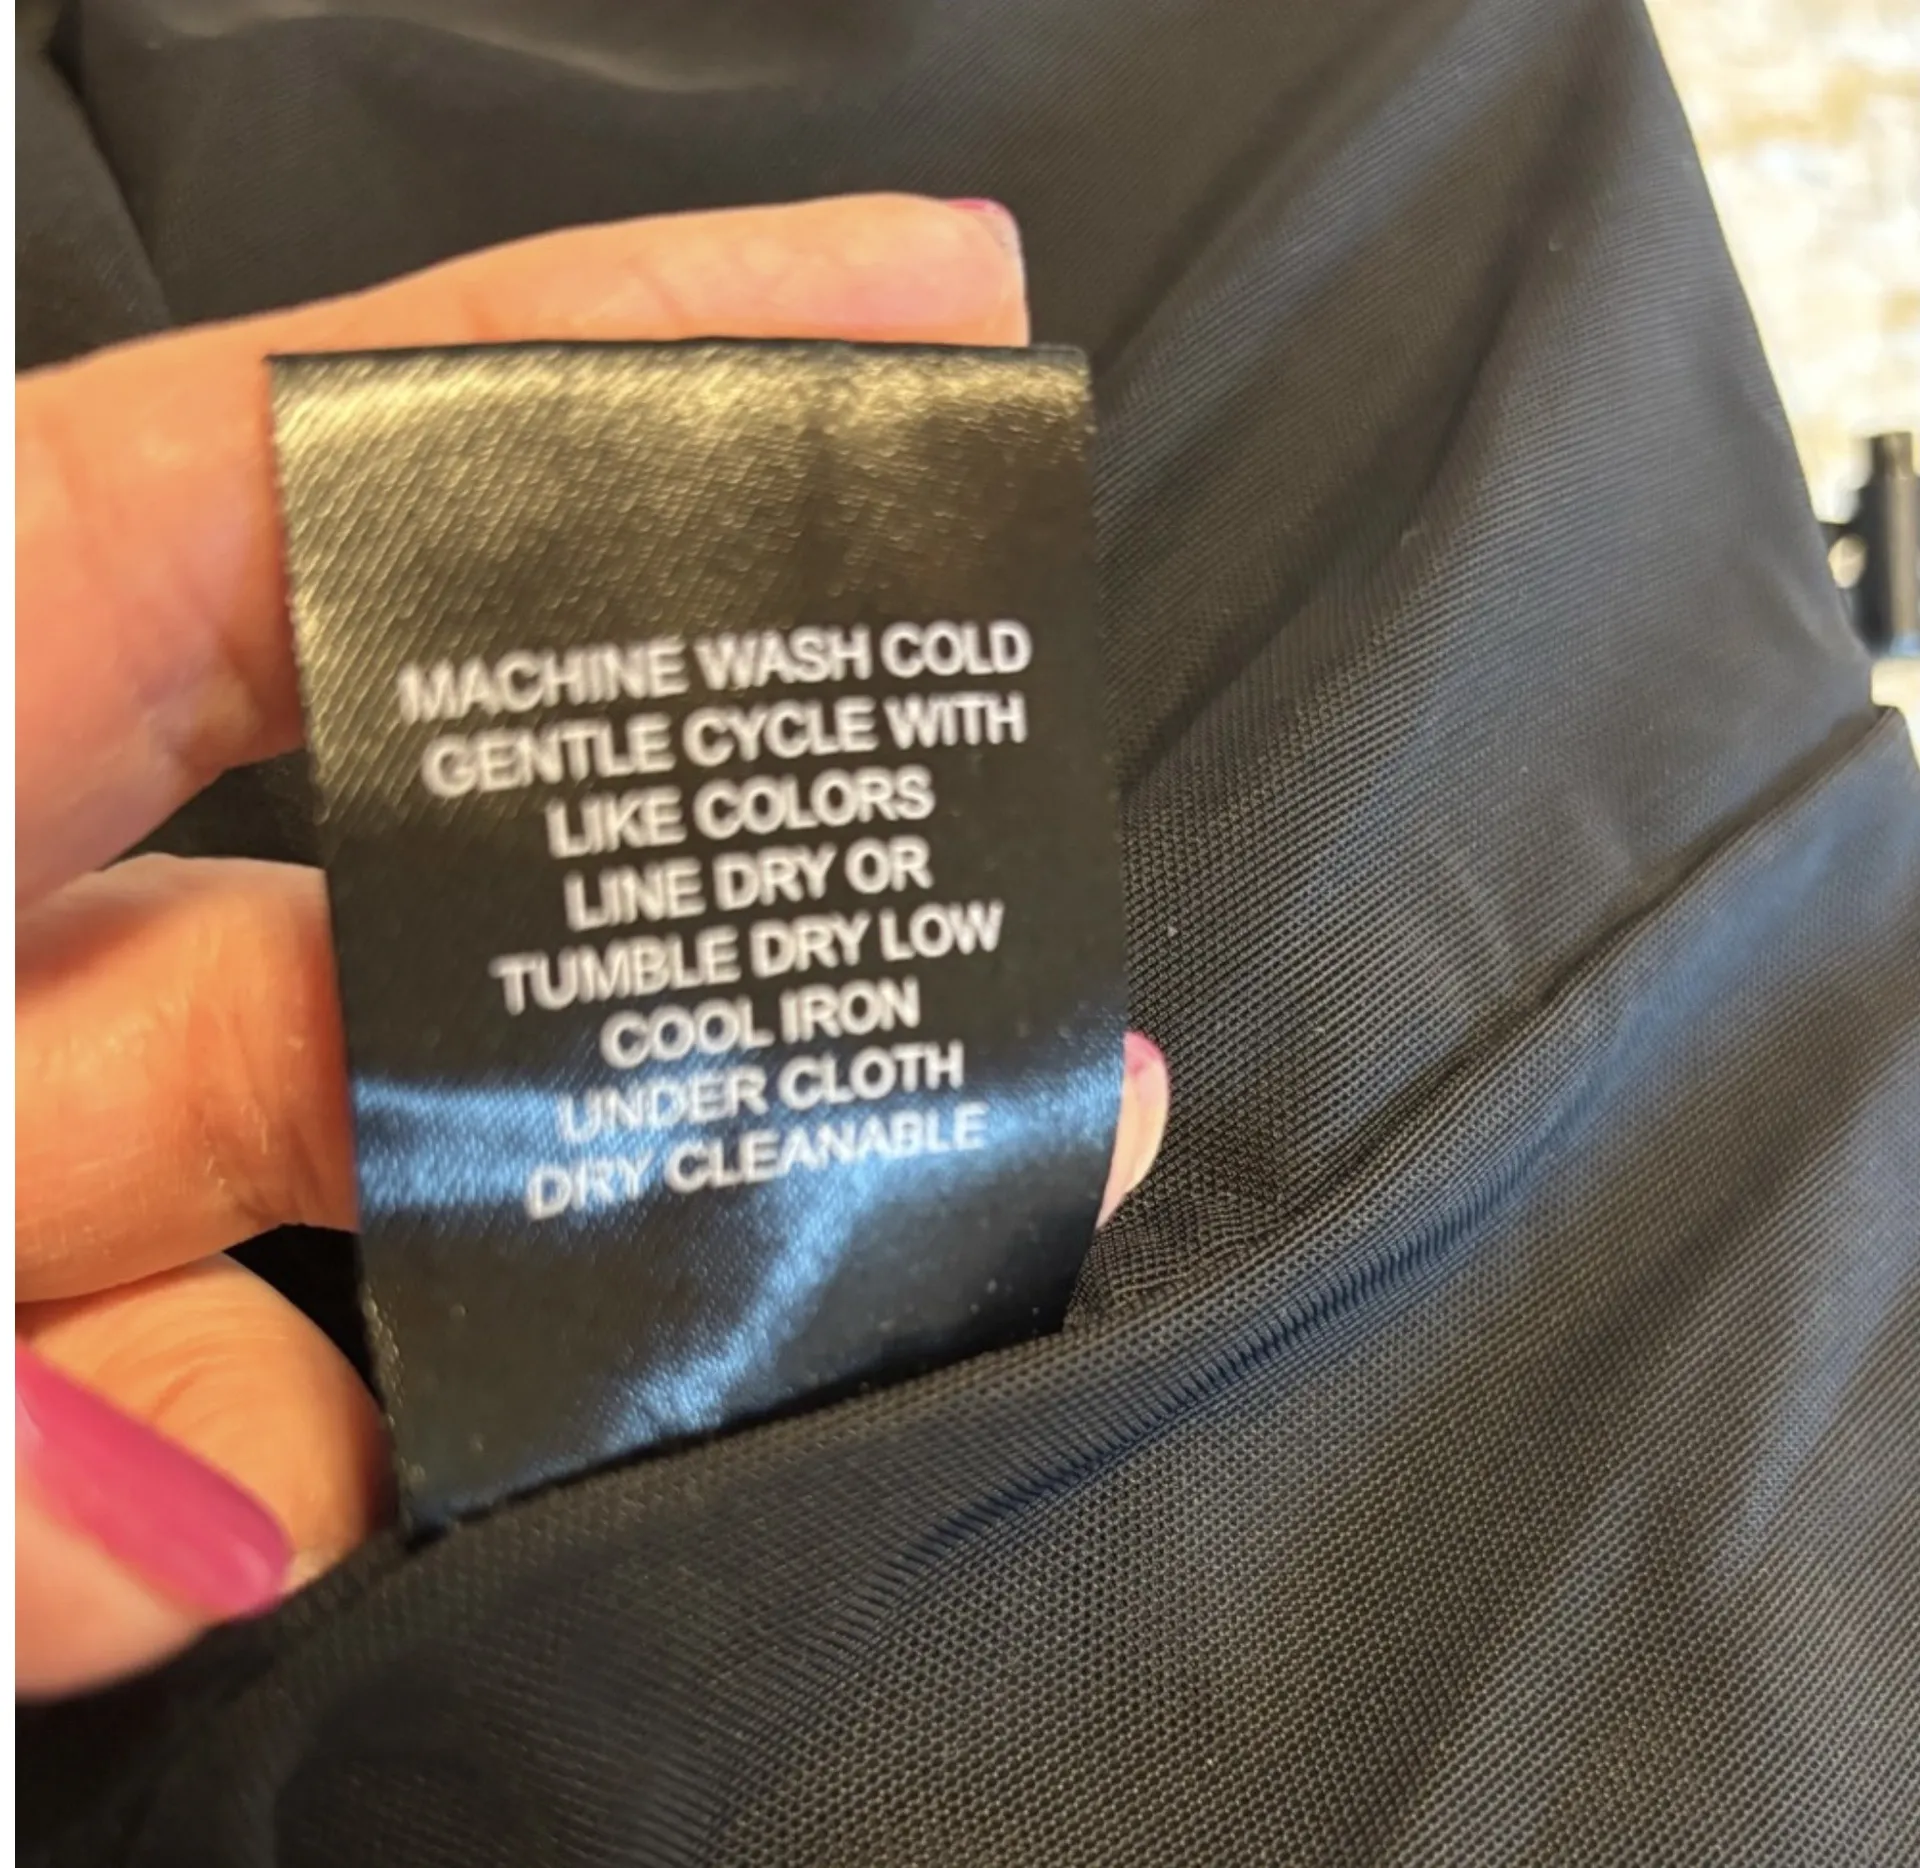 MACHINE WASH COLD
GENTLE CYCLE WITH
LIKE COLORS
LINE DRY OR
TUMBLE DRY LOW
COOL IRON
UNDER CLOTH
DRY CLEANABLE